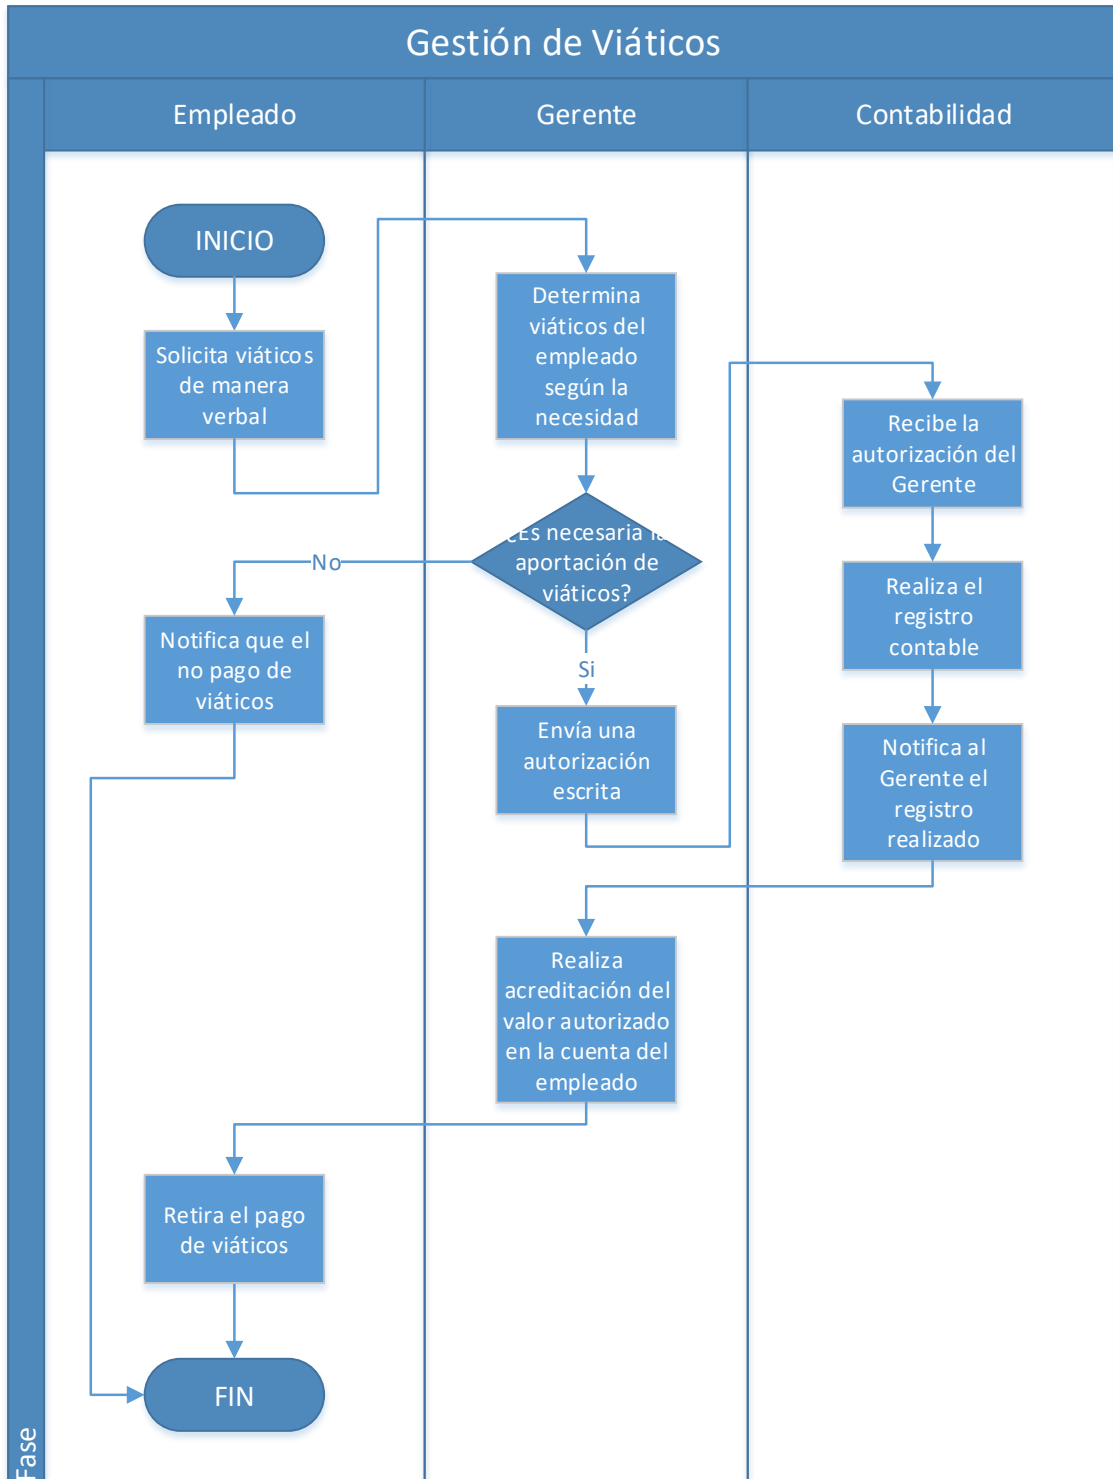 Gestión de Viáticos
Empleado
Gerente
Contabilidad
INICIO
Solicita viáticos
de manera
verbal
Determina
viáticos del
empleado
según la
necesidad
¿Es necesaria la
aportación de
viáticos?
No
Si
Notifica que el
no pago de
viáticos
Envía una
autorización
escrita
Recibe la
autorización del
Gerente
Realiza el
registro
contable
Notifica al
Gerente el
registro
realizado
Realiza
acreditación del
valor autorizado
en la cuenta del
empleado
Retira el pago
de viáticos
FIN
Fase